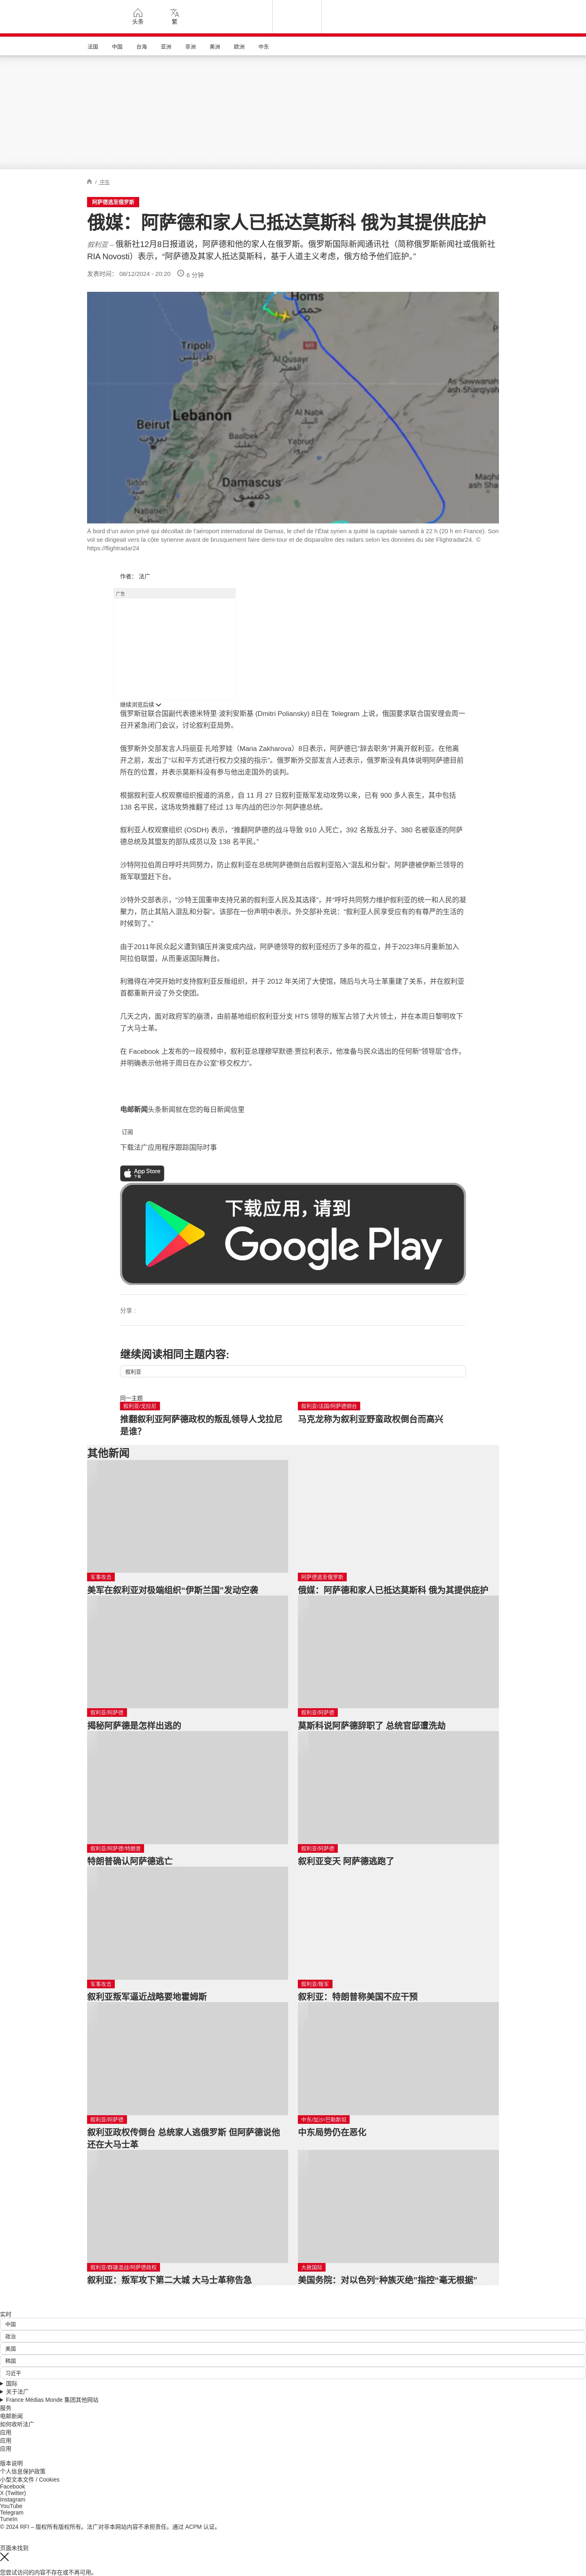 头条
繁
法国
中国
台海
亚洲
非洲
美洲
欧洲
中东
/ 中东
阿萨德逃至俄罗斯
俄媒：阿萨德和家人已抵达莫斯科 俄为其提供庇护
叙利亚 – 俄新社12月8日报道说，阿萨德和他的家人在俄罗斯。俄罗斯国际新闻通讯社（简称俄罗斯新闻社或俄新社
RIA Novosti）表示，“阿萨德及其家人抵达莫斯科，基于人道主义考虑，俄方给予他们庇护。”
发表时间： 08/12/2024 - 20:20
6 分钟
Homs
حمص
Tripoli
طرابلس
Al Qusayr
القصير
M5
As Sawwanah
Lebanon
Beirut
بيروت
Al Nabk
النبك
Baalbek
بعلبك
Yabrud
يبرود
Sidon
صيدا
Nabatieh
النبطية
Damascus
دمشق
À bord d’un avion privé qui décollait de l’aéroport international de Damas, le chef de l’État syrien a quitté la capitale samedi à 22 h (20 h en France). Son
vol se dirigeait vers la côte syrienne avant de brusquement faire demi-tour et de disparaître des radars selon les données du site Flightradar24. ©
https://flightradar24
作者： 法广
广告
继续浏览后续
俄罗斯驻联合国副代表德米特里·波利安斯基 (Dmitri Poliansky) 8日在 Telegram 上说，俄国要求联合国安理会周一
召开紧急闭门会议，讨论叙利亚局势。
俄罗斯外交部发言人玛丽亚·扎哈罗娃（Maria Zakharova）8日表示，阿萨德已“辞去职务”并离开叙利亚。在他离
开之前，发出了“以和平方式进行权力交接的指示”。俄罗斯外交部发言人还表示，俄罗斯没有具体说明阿萨德目前
所在的位置，并表示莫斯科没有参与他出走国外的谈判。
根据叙利亚人权观察组织报道的消息，自 11 月 27 日叙利亚叛军发动攻势以来，已有 900 多人丧生，其中包括
138 名平民，这场攻势推翻了经过 13 年内战的巴沙尔·阿萨德总统。
叙利亚人权观察组织 (OSDH) 表示，“推翻阿萨德的战斗导致 910 人死亡，392 名叛乱分子、380 名被驱逐的阿萨
德总统及其盟友的部队成员以及 138 名平民。”
沙特阿拉伯周日呼吁共同努力，防止叙利亚在总统阿萨德倒台后叙利亚陷入“混乱和分裂”。阿萨德被伊斯兰领导的
叛军联盟赶下台。
沙特外交部表示，“沙特王国重申支持兄弟的叙利亚人民及其选择”，并“呼吁共同努力维护叙利亚的统一和人民的凝
聚力，防止其陷入混乱和分裂”。该部在一份声明中表示。外交部补充说：“叙利亚人民享受应有的有尊严的生活的
时候到了。”
由于2011年民众起义遭到镇压并演变成内战，阿萨德领导的叙利亚经历了多年的孤立，并于2023年5月重新加入
阿拉伯联盟，从而重返国际舞台。
利雅得在冲突开始时支持叙利亚反叛组织，并于 2012 年关闭了大使馆，随后与大马士革重建了关系，并在叙利亚
首都重新开设了外交使团。
几天之内，面对政府军的崩溃，由前基地组织叙利亚分支 HTS 领导的叛军占领了大片领土，并在本周日黎明攻下
了大马士革。
在 Facebook 上发布的一段视频中，叙利亚总理穆罕默德·贾拉利表示，他准备与民众选出的任何新“领导层”合作，
并明确表示他将于周日在办公室“移交权力”。
电邮新闻头条新闻就在您的每日新闻信里
订阅
下载法广应用程序跟踪国际时事
App Store
下载
下载应用，请到
Google Play
分享 :
继续阅读相同主题内容:
叙利亚
同一主题
叙利亚/戈拉尼
推翻叙利亚阿萨德政权的叛乱领导人戈拉尼
是谁？
叙利亚/法国/阿萨德倒台
马克龙称为叙利亚野蛮政权倒台而高兴
其他新闻
军事攻击
美军在叙利亚对极端组织“伊斯兰国”发动空袭
阿萨德逃至俄罗斯
俄媒：阿萨德和家人已抵达莫斯科 俄为其提供庇护
叙利亚/阿萨德
揭秘阿萨德是怎样出逃的
叙利亚/阿萨德
莫斯科说阿萨德辞职了 总统官邸遭洗劫
叙利亚/阿萨德/特朗普
特朗普确认阿萨德逃亡
叙利亚/阿萨德
叙利亚变天 阿萨德逃跑了
军事攻击
叙利亚叛军逼近战略要地霍姆斯
叙利亚/叛军
叙利亚：特朗普称美国不应干预
叙利亚/阿萨德
叙利亚政权传倒台 总统家人逃俄罗斯 但阿萨德说他
还在大马士革
中东/加沙/巴勒斯坦
中东局势仍在恶化
叙利亚/群雄混战/阿萨德政权
叙利亚：叛军攻下第二大城 大马士革称告急
大赦国际
美国务院：对以色列“种族灭绝”指控“毫无根据”
实时
中国
政治
美国
韩国
习近平
国际
关于法广
France Médias Monde 集团其他网站
服务
电邮新闻
如何收听法广
应用
应用
应用
版本说明
个人信息保护政策
小型文本文件 / Cookies
Facebook
X (Twitter)
Instagram
YouTube
Telegram
TuneIn
© 2024 RFI – 版权所有版权所有。法广对非本网站内容不承担责任。通过 ACPM 认证。
页面未找到
您尝试访问的内容不存在或不再可用。